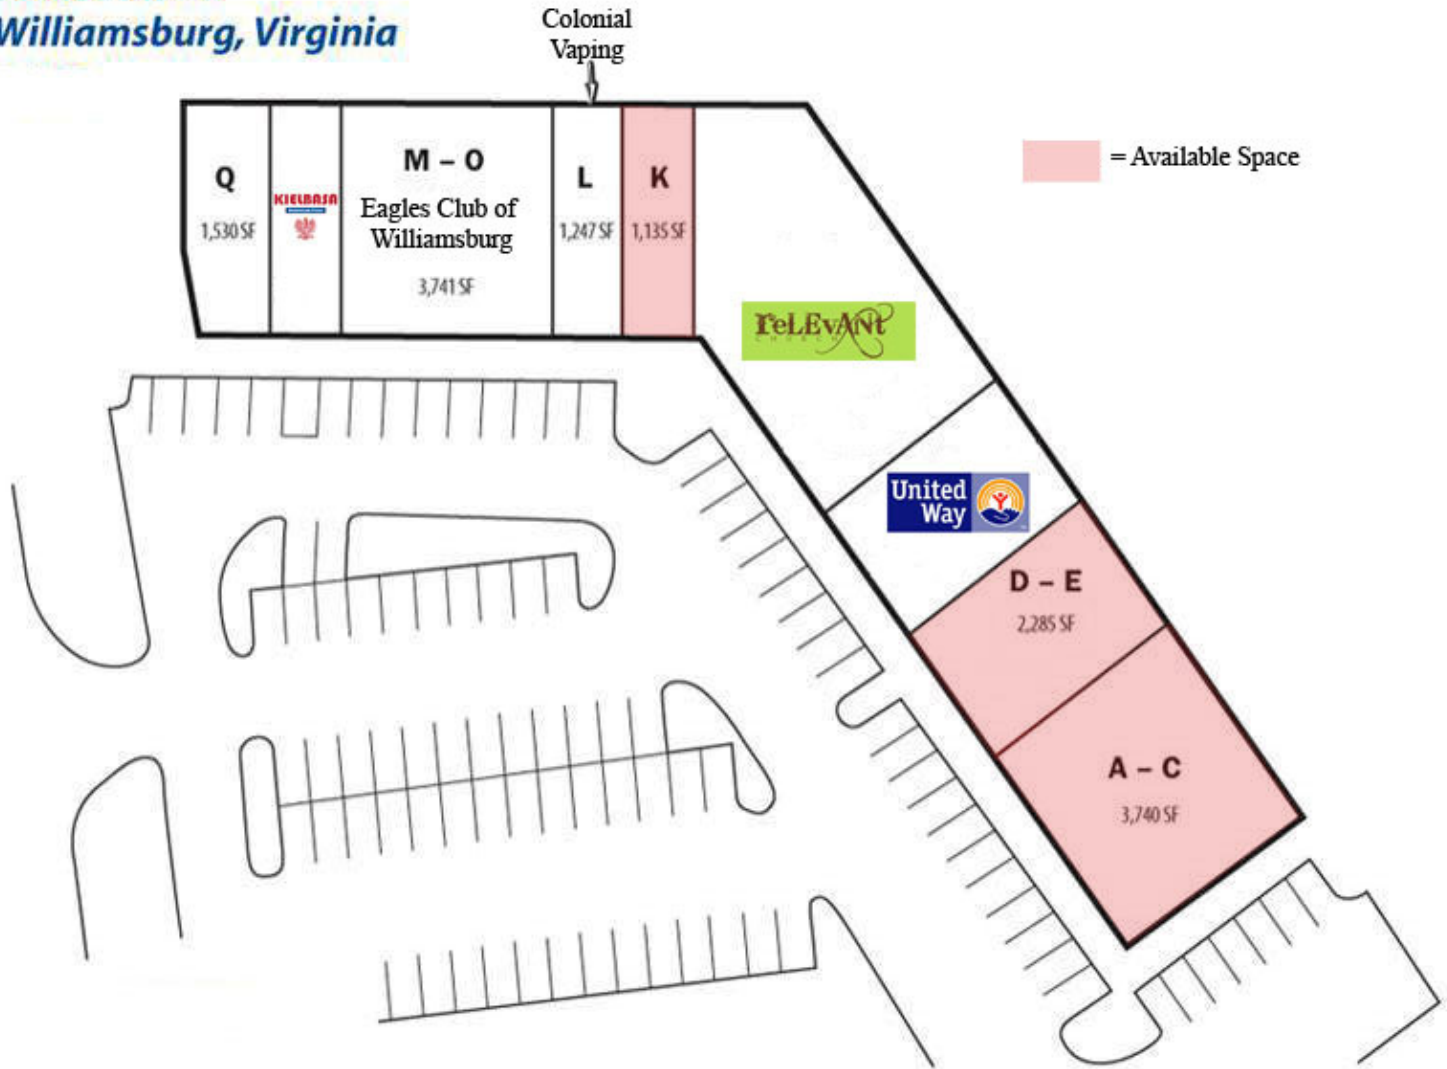 Williamsburg, Virginia
Colonial
Vaping
= Available Space
Q
1,530 SF
KIELBASA
M – O
Eagles Club of
Williamsburg
3,741 SF
L
1,247 SF
K
1,135 SF
reLEvANt
CHURCH
United
Way
D – E
2,285 SF
A – C
3,740 SF